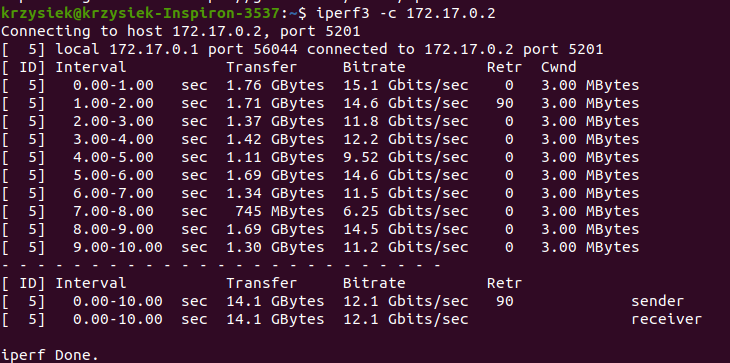 krzysiek@krzysiek-Inspiron-3537:~$ iperf3 -c 172.17.0.2
Connecting to host 172.17.0.2, port 5201
[  5] local 172.17.0.1 port 56044 connected to 172.17.0.2 port 5201
[ ID] Interval           Transfer     Bitrate         Retr  Cwnd
[  5]   0.00-1.00   sec  1.76 GBytes  15.1 Gbits/sec    0   3.00 MBytes
[  5]   1.00-2.00   sec  1.71 GBytes  14.6 Gbits/sec   90   3.00 MBytes
[  5]   2.00-3.00   sec  1.37 GBytes  11.8 Gbits/sec    0   3.00 MBytes
[  5]   3.00-4.00   sec  1.42 GBytes  12.2 Gbits/sec    0   3.00 MBytes
[  5]   4.00-5.00   sec  1.11 GBytes  9.52 Gbits/sec    0   3.00 MBytes
[  5]   5.00-6.00   sec  1.69 GBytes  14.6 Gbits/sec    0   3.00 MBytes
[  5]   6.00-7.00   sec  1.34 GBytes  11.5 Gbits/sec    0   3.00 MBytes
[  5]   7.00-8.00   sec   745 MBytes  6.25 Gbits/sec    0   3.00 MBytes
[  5]   8.00-9.00   sec  1.69 GBytes  14.5 Gbits/sec    0   3.00 MBytes
[  5]   9.00-10.00  sec  1.30 GBytes  11.2 Gbits/sec    0   3.00 MBytes
- - - - - - - - - - - - - - - - - - - - - - - - -
[ ID] Interval           Transfer     Bitrate         Retr
[  5]   0.00-10.00  sec  14.1 GBytes  12.1 Gbits/sec   90             sender
[  5]   0.00-10.00  sec  14.1 GBytes  12.1 Gbits/sec                  receiver
iperf Done.